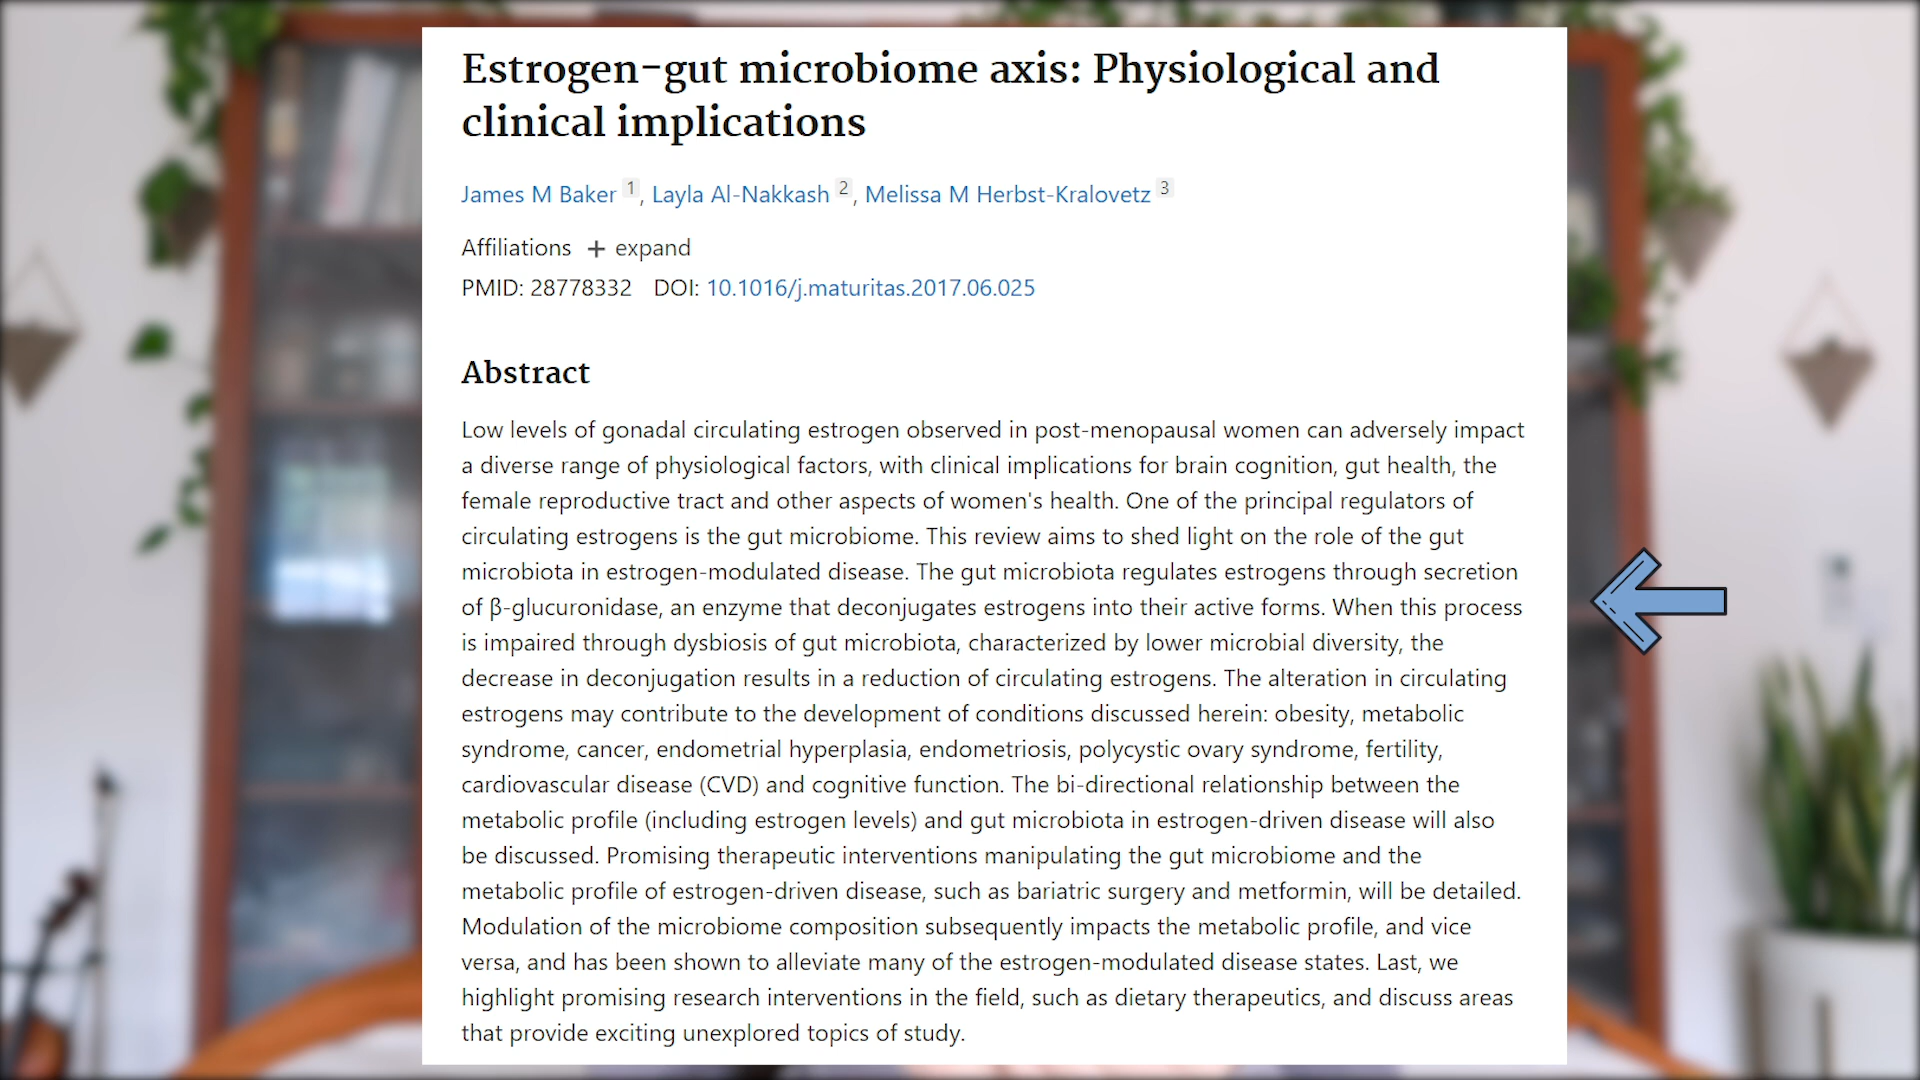 Estrogen-gut microbiome axis: Physiological and
clinical implications
James M Baker 1, Layla Al-Nakkash 2, Melissa M Herbst-Kralovetz 3
Affiliations + expand
PMID: 28778332 DOI: 10.1016/j.maturitas.2017.06.025
Abstract
Low levels of gonadal circulating estrogen observed in post-menopausal women can adversely impact
a diverse range of physiological factors, with clinical implications for brain cognition, gut health, the
female reproductive tract and other aspects of women's health. One of the principal regulators of
circulating estrogens is the gut microbiome. This review aims to shed light on the role of the gut
microbiota in estrogen-modulated disease. The gut microbiota regulates estrogens through secretion
of β-glucuronidase, an enzyme that deconjugates estrogens into their active forms. When this process
is impaired through dysbiosis of gut microbiota, characterized by lower microbial diversity, the
decrease in deconjugation results in a reduction of circulating estrogens. The alteration in circulating
estrogens may contribute to the development of conditions discussed herein: obesity, metabolic
syndrome, cancer, endometrial hyperplasia, endometriosis, polycystic ovary syndrome, fertility,
cardiovascular disease (CVD) and cognitive function. The bi-directional relationship between the
metabolic profile (including estrogen levels) and gut microbiota in estrogen-driven disease will also
be discussed. Promising therapeutic interventions manipulating the gut microbiome and the
metabolic profile of estrogen-driven disease, such as bariatric surgery and metformin, will be detailed.
Modulation of the microbiome composition subsequently impacts the metabolic profile, and vice
versa, and has been shown to alleviate many of the estrogen-modulated disease states. Last, we
highlight promising research interventions in the field, such as dietary therapeutics, and discuss areas
that provide exciting unexplored topics of study.